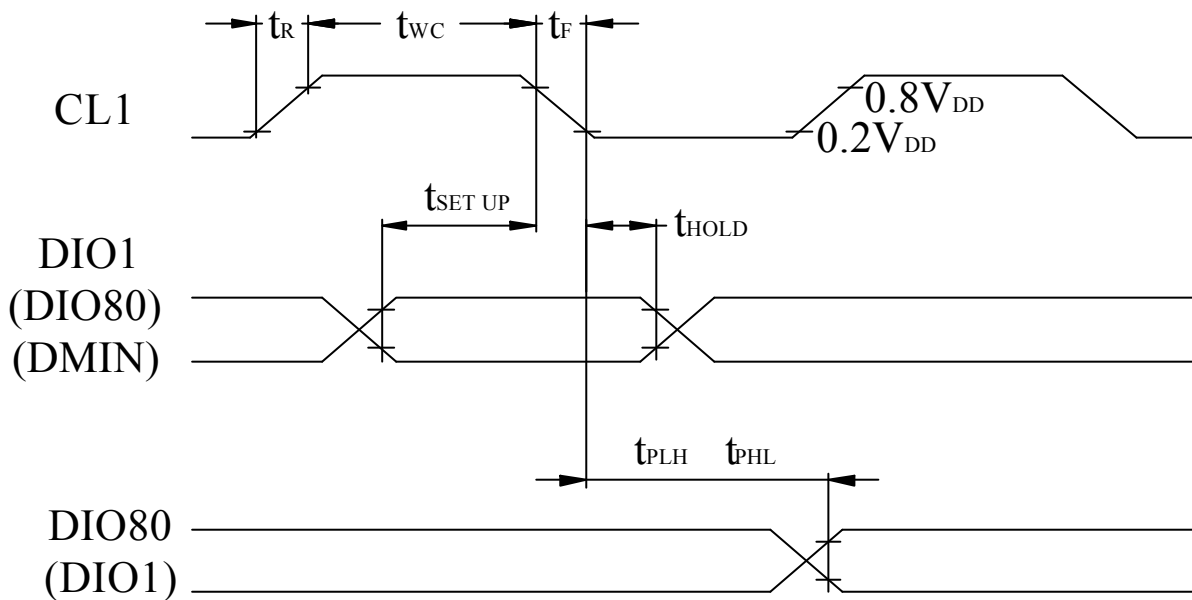 tR tWC tF
CL1
0.8VDD
0.2VDD
tSET UP
tHOLD
DIO1
(DIO80)
(DMIN)
tPLH tPHL
DIO80
(DIO1)